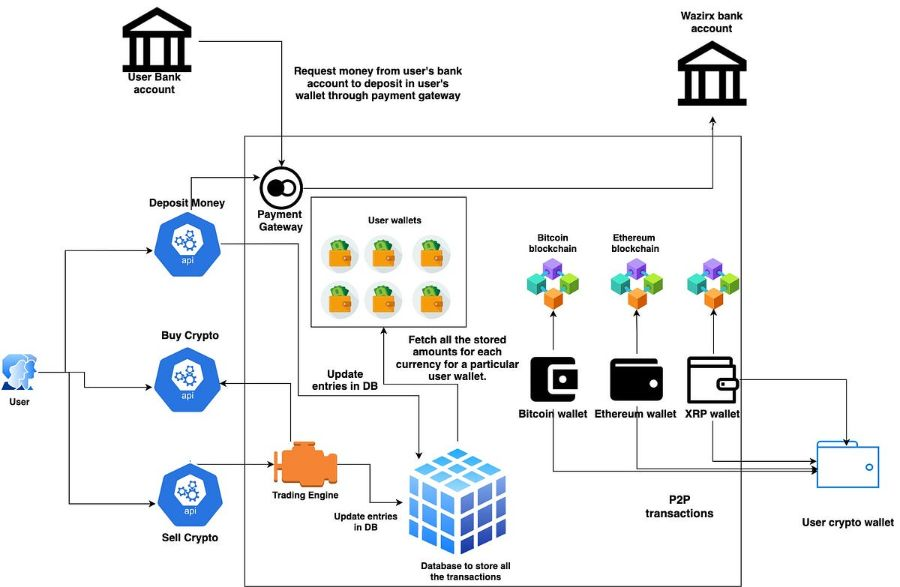 Wazirx bank
account
User Bank
account
Request money from user's bank
account to deposit in user's
wallet through payment gateway
Deposit Money
api
Payment
Gateway
User wallets
Bitcoin
blockchain
Ethereum
blockchain
Buy Crypto
api
Fetch all the stored
amounts for each
currency for a particular
user wallet.
Update
entries in DB
User
Bitcoin wallet
Ethereum wallet
XRP wallet
Trading Engine
api
Sell Crypto
Update entries
in DB
P2P
transactions
User crypto wallet
Database to store all
the transactions